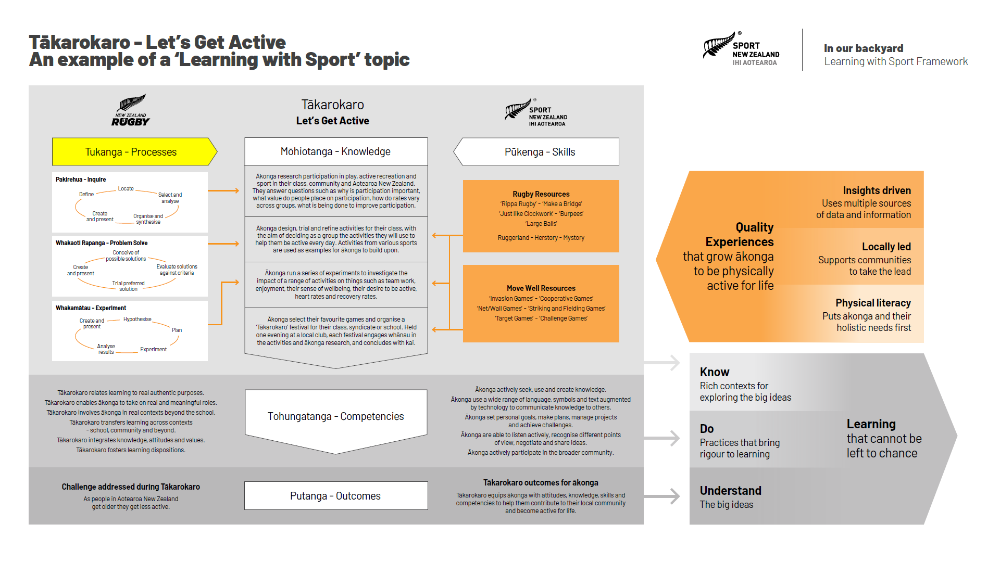 Tākarokaro - Let's Get Active
An example of a 'Learning with Sport' topic
SPORT
NEW ZEALAND
IHI AOTEAROA
In our backyard
Learning with Sport Framework
NEW ZEALAND
RUGBY
Tākarokaro
Let's Get Active
SPORT
NEW ZEALAND
IHI AOTEAROA
Tukanga - Processes
Mōhiotanga - Knowledge
Pūkenga - Skills
Pakirehua - Inquire
Locate
Define
Select and
analyse
Create
and present
Organise and
synthesise
Whakaoti Rapanga - Problem Solve
Conceive of
possible solutions
Create
and present
Evaluate solutions
against criteria
Trial preferred
solution
Whakamātau - Experiment
Create and
present
Hypothesise
Plan
Analyse
results
Experiment
Ākonga research participation in play, active recreation and
sport in their class, community and Aotearoa New Zealand.
They answer questions such as why is participation important,
what value do people place on participation, how do rates vary
across groups, what is being done to improve participation.
Ākonga design, trial and refine activities for their class, with
the aim of deciding as a group the activities they will use to
help them be active every day. Activities from various sports
are used as examples for ākonga to build upon.
Ākonga run a series of experiments to investigate the
impact of a range of activities on things such as team work,
enjoyment, their sense of wellbeing, their desire to be active,
heart rates and recovery rates.
Ākonga select their favourite games and organise a
'Tākarokaro' festival for their class, syndicate or school. Held
one evening at a local club, each festival engages whānau in
the activities and ākonga research, and concludes with kai.
Rugby Resources
'Rippa Rugby' - 'Make a Bridge'
'Just like Clockwork' - 'Burpees'
'Large Balls'
Ruggerland - Herstory - Mystory
Move Well Resources
'Invasion Games' - 'Cooperative Games'
'Net/Wall Games' - 'Striking and Fielding Games'
'Target Games' - 'Challenge Games'
Quality
Experiences
that grow ākonga
to be physically
active for life
Insights driven
Uses multiple sources
of data and information
Locally led
Supports communities
to take the lead
Physical literacy
Puts ākonga and their
holistic needs first
Tākarokaro relates learning to real authentic purposes.
Tākarokaro enables ākonga to take on real and meaningful roles.
Tākarokaro involves ākonga in real contexts beyond the school.
Tākarokaro transfers learning across contexts
- school, community and beyond.
Tākarokaro integrates knowledge, attitudes and values.
Tākarokaro fosters learning dispositions.
Tohungatanga - Competencies
Ākonga actively seek, use and create knowledge.
Ākonga use a wide range of language, symbols and text augmented
by technology to communicate knowledge to others.
Ākonga set personal goals, make plans, manage projects
and achieve challenges.
Ākonga are able to listen actively, recognise different points
of view, negotiate and share ideas.
Ākonga actively participate in the broader community.
Challenge addressed during Tākarokaro
As people in Aotearoa New Zealand
get older they get less active.
Putanga - Outcomes
Tākarokaro outcomes for ākonga
Tākarokaro equips ākonga with attitudes, knowledge, skills and
competencies to help them contribute to their local community
and become active for life.
Know
Rich contexts for
exploring the big ideas
Do
Practices that bring
rigour to learning
Understand
The big ideas
Learning
that cannot be
left to chance